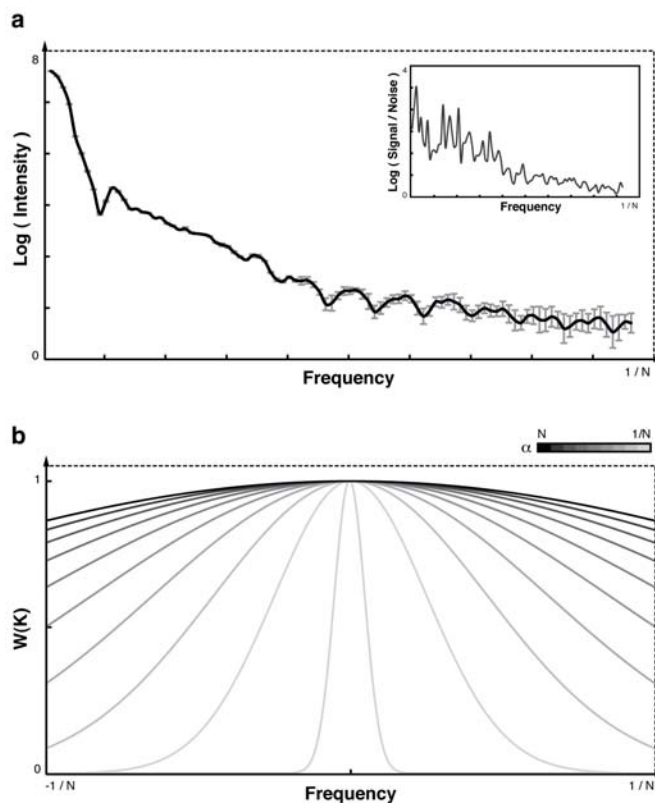 a
8
Log ( Intensity )
0
Frequency
1 / N
4
Log ( Signal / Noise )
0
Frequency
1 / N
b
α
N
1/N
1
W(K)
0
-1 / N
Frequency
1 / N